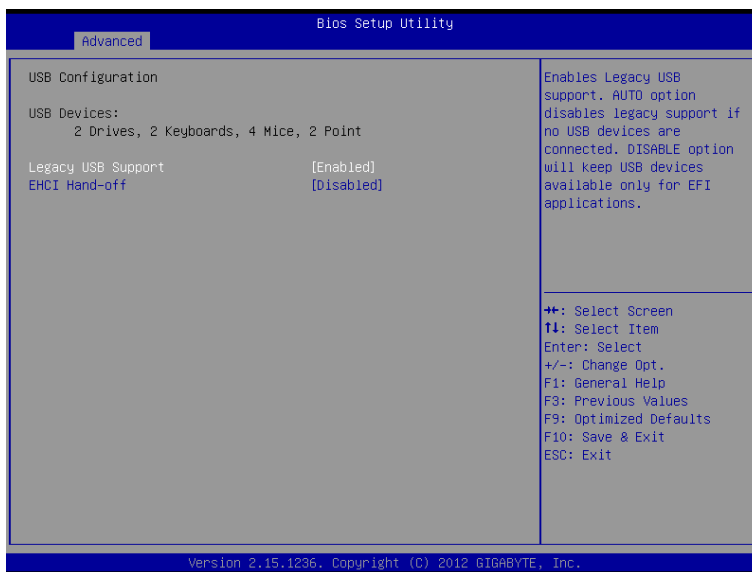 Bios Setup Utility
Advanced
USB Configuration
USB Devices:
2 Drives, 2 Keyboards, 4 Mice, 2 Point
Legacy USB Support [Enabled]
EHCI Hand-off [Disabled]
Enables Legacy USB
support. AUTO option
disables legacy support if
no USB devices are
connected. DISABLE option
will keep USB devices
available only for EFI
applications.
→←: Select Screen
↑↓: Select Item
Enter: Select
+/-: Change Opt.
F1: General Help
F3: Previous Values
F9: Optimized Defaults
F10: Save & Exit
ESC: Exit
Version 2.15.1236. Copyright (C) 2012 GIGABYTE, Inc.